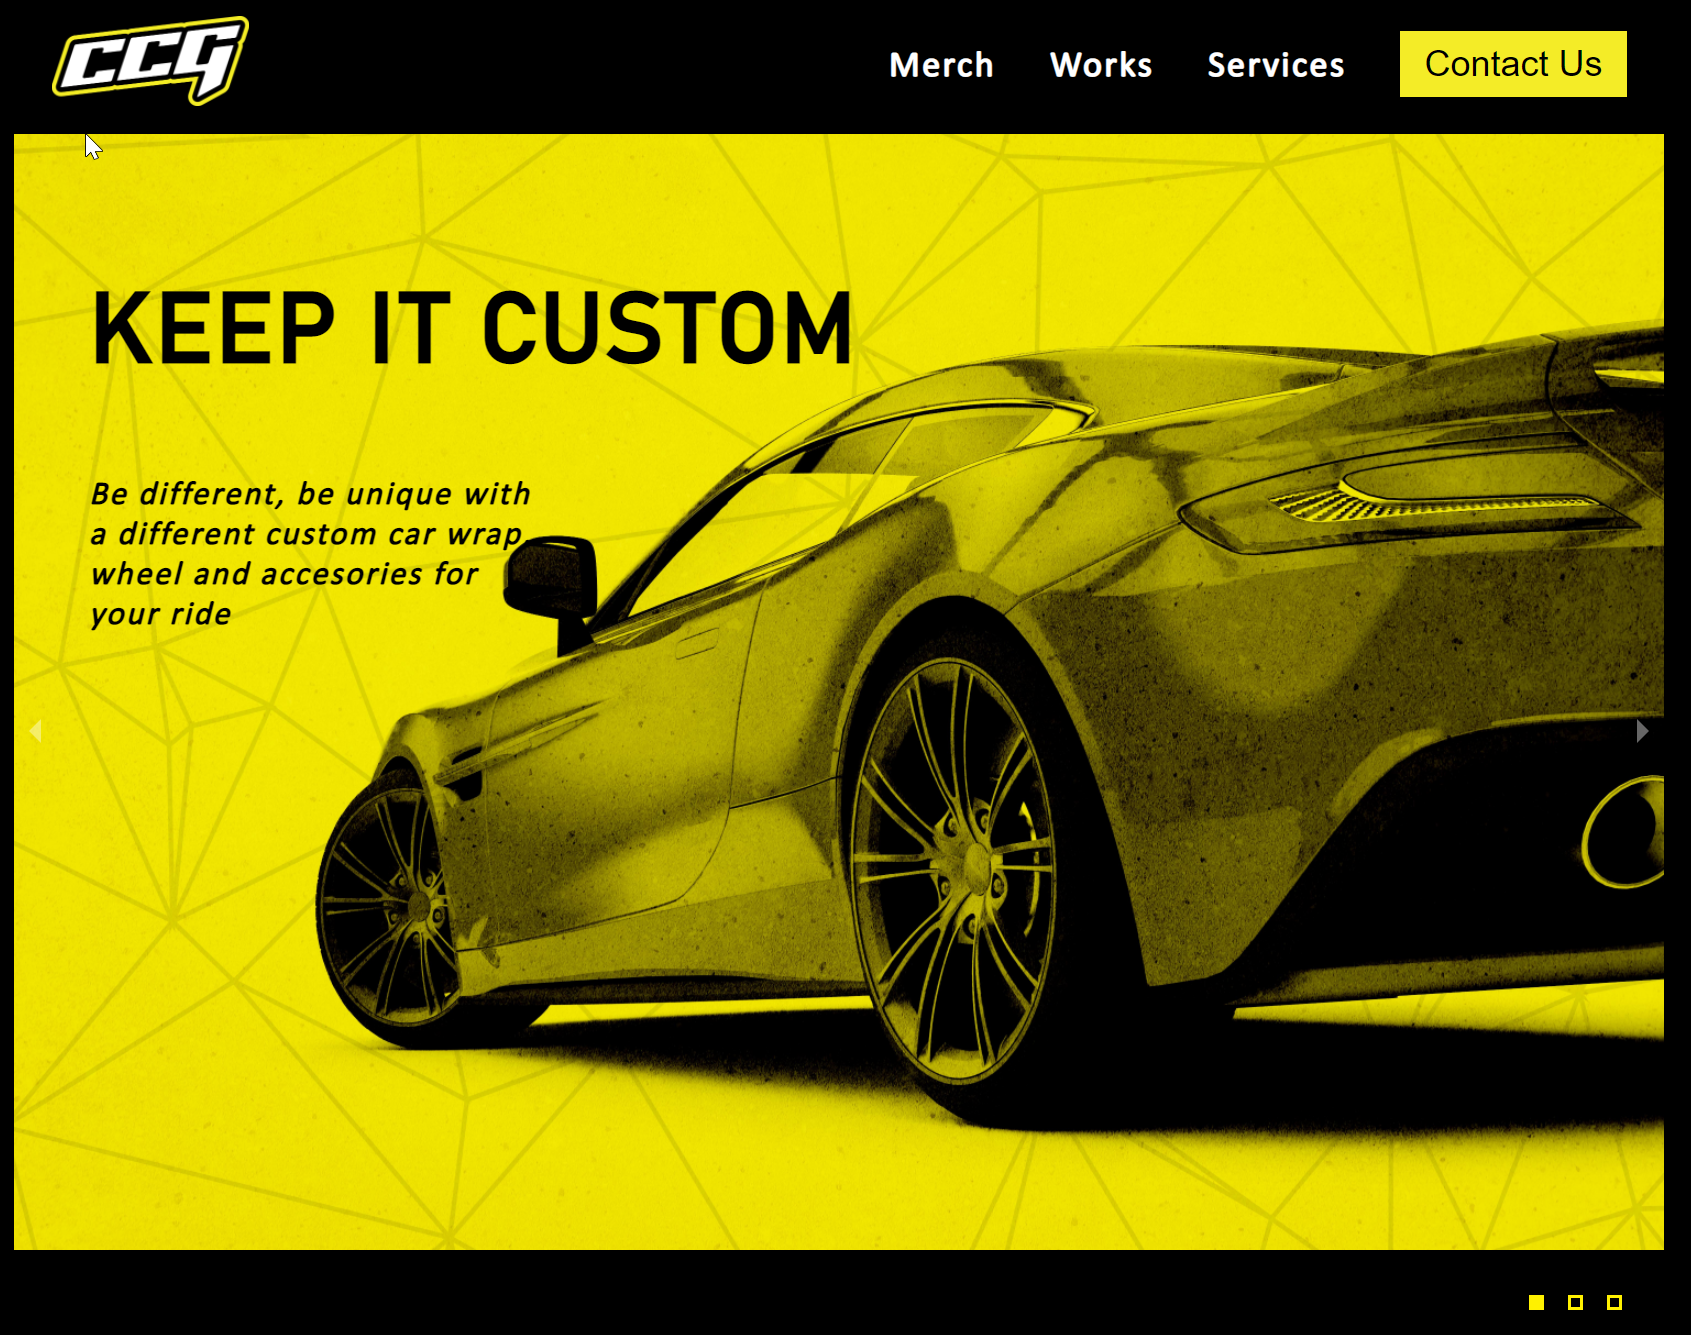 CCG
Merch Works Services Contact Us
KEEP IT CUSTOM
Be different, be unique with
a different custom car wrap,
wheel and accesories for
your ride